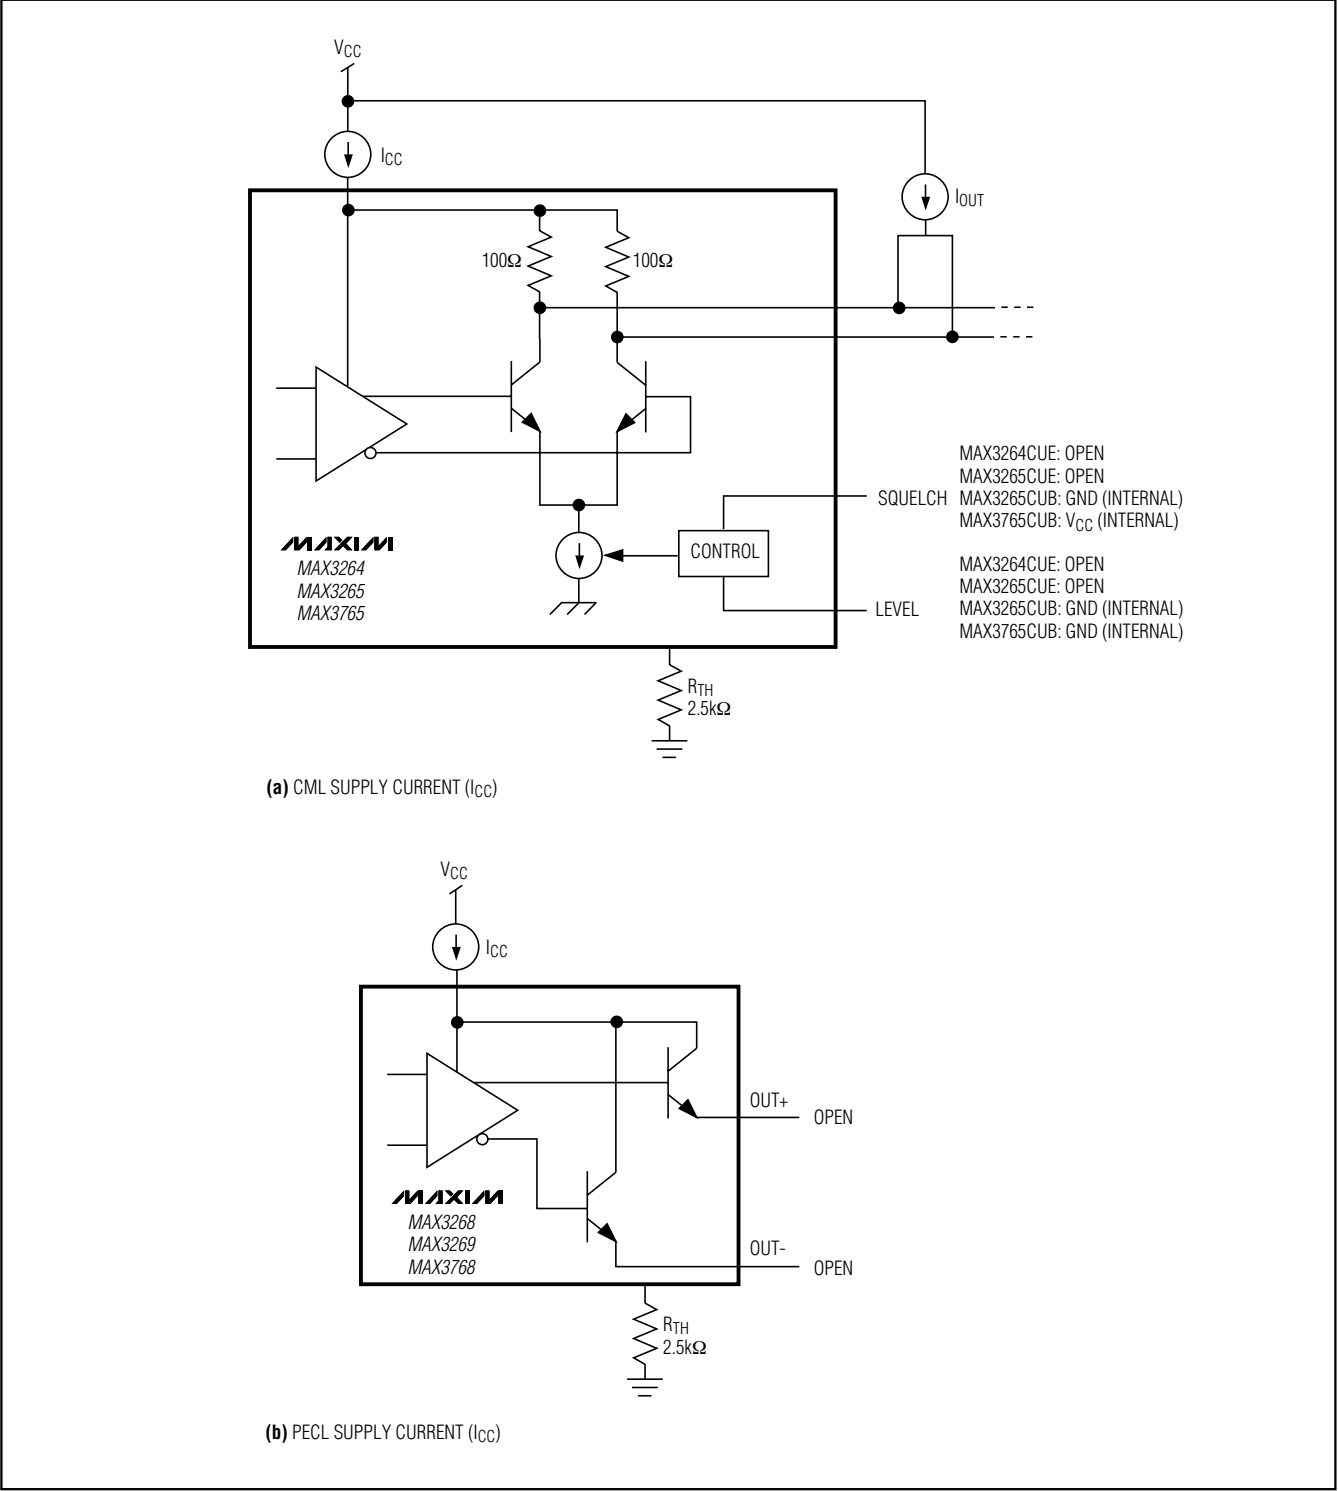 VCC
ICC
IOUT
100Ω
100Ω
MAX3264CUE: OPEN
MAX3265CUE: OPEN
SQUELCH MAX3265CUB: GND (INTERNAL)
MAX3765CUB: VCC (INTERNAL)
CONTROL
MAXIM
MAX3264
MAX3265
MAX3765
MAX3264CUE: OPEN
MAX3265CUE: OPEN
LEVEL MAX3265CUB: GND (INTERNAL)
MAX3765CUB: GND (INTERNAL)
RTH
2.5kΩ
(a) CML SUPPLY CURRENT (ICC)
VCC
ICC
OUT+
OPEN
MAXIM
MAX3268
MAX3269
MAX3768
OUT-
OPEN
RTH
2.5kΩ
(b) PECL SUPPLY CURRENT (ICC)